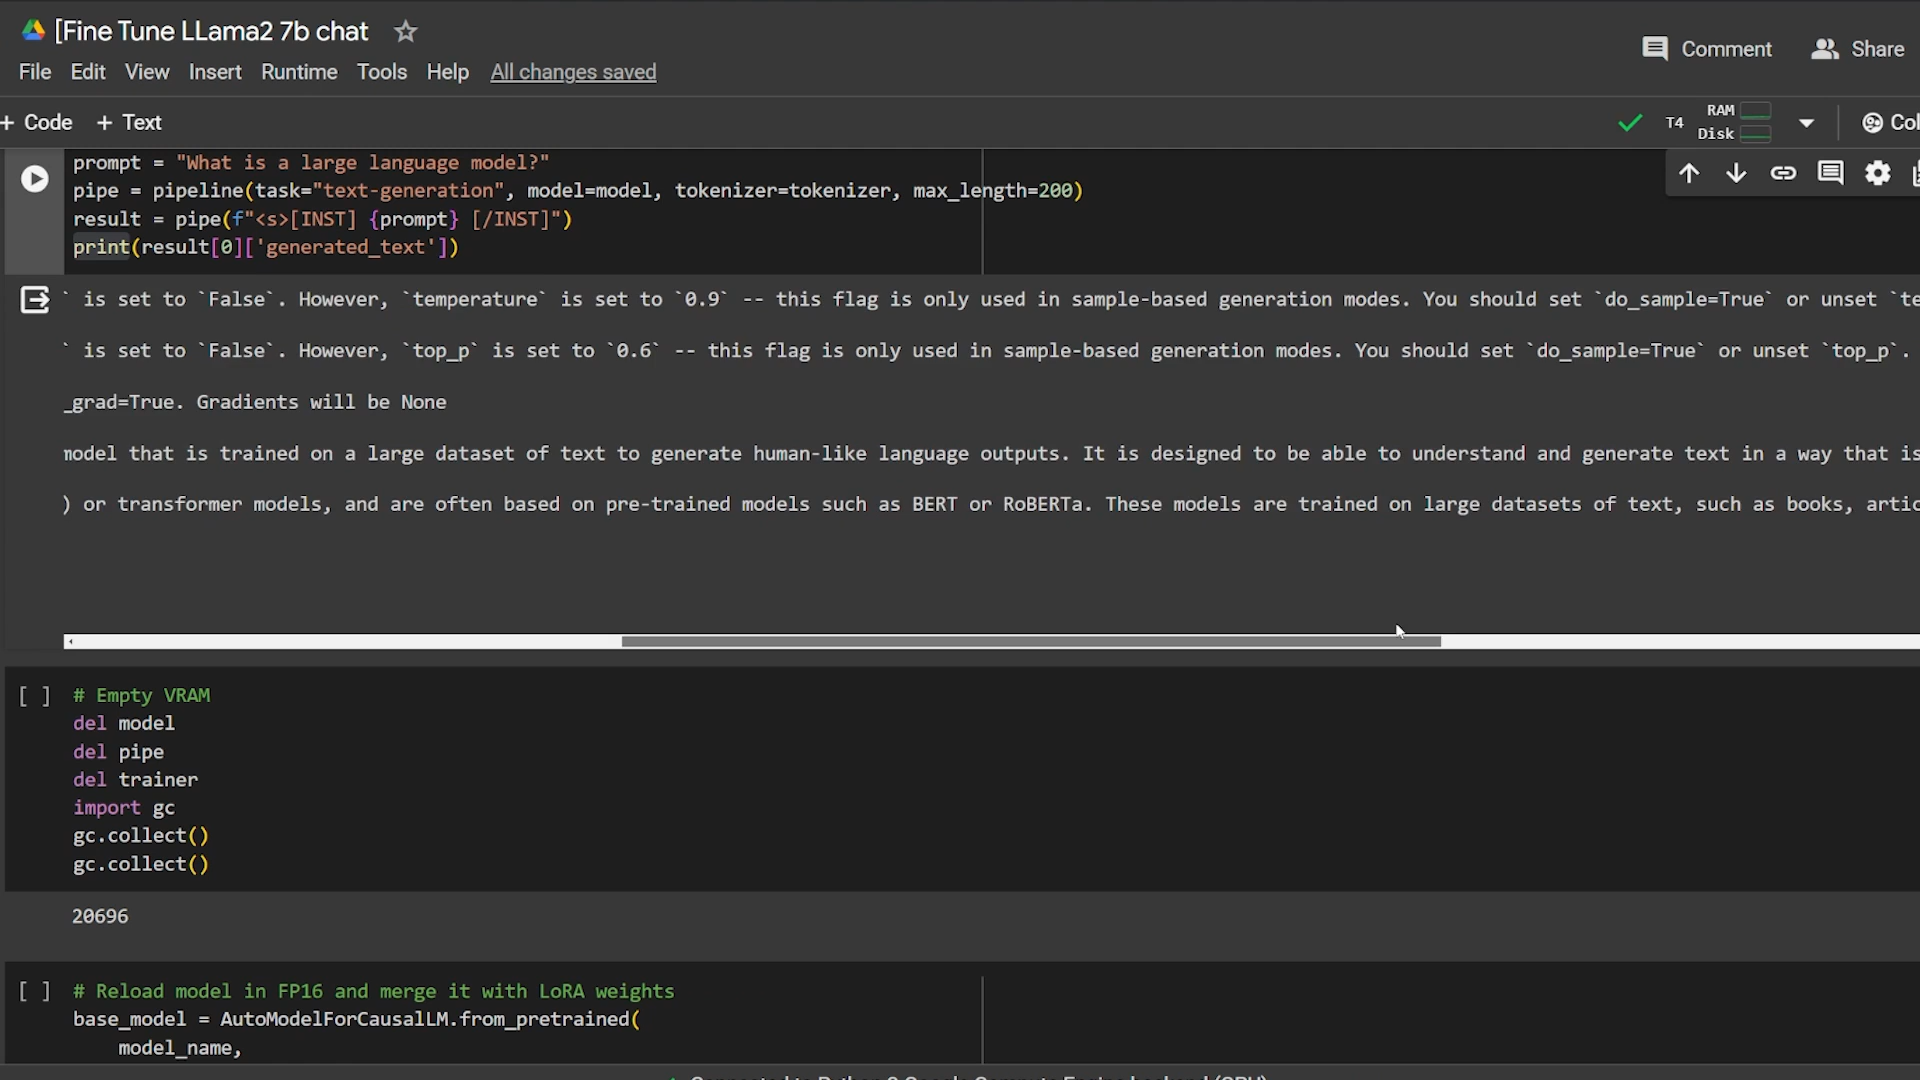 [Fine Tune LLama2 7b chat
Comment Share
File Edit View Insert Runtime Tools Help All changes saved
+ Code + Text
T4 RAM Disk
Col
prompt = "What is a large language model?"
pipe = pipeline(task="text-generation", model=model, tokenizer=tokenizer, max_length=200)
result = pipe(f"<s>[INST] {prompt} [/INST]")
print(result[0]['generated_text'])
` is set to `False`. However, `temperature` is set to `0.9` -- this flag is only used in sample-based generation modes. You should set `do_sample=True` or unset `te
` is set to `False`. However, `top_p` is set to `0.6` -- this flag is only used in sample-based generation modes. You should set `do_sample=True` or unset `top_p`.
_grad=True. Gradients will be None
model that is trained on a large dataset of text to generate human-like language outputs. It is designed to be able to understand and generate text in a way that is
) or transformer models, and are often based on pre-trained models such as BERT or RoBERTa. These models are trained on large datasets of text, such as books, artic
[ ] # Empty VRAM
del model
del pipe
del trainer
import gc
gc.collect()
gc.collect()
20696
[ ] # Reload model in FP16 and merge it with LoRA weights
base_model = AutoModelForCausalLM.from_pretrained(
model_name,